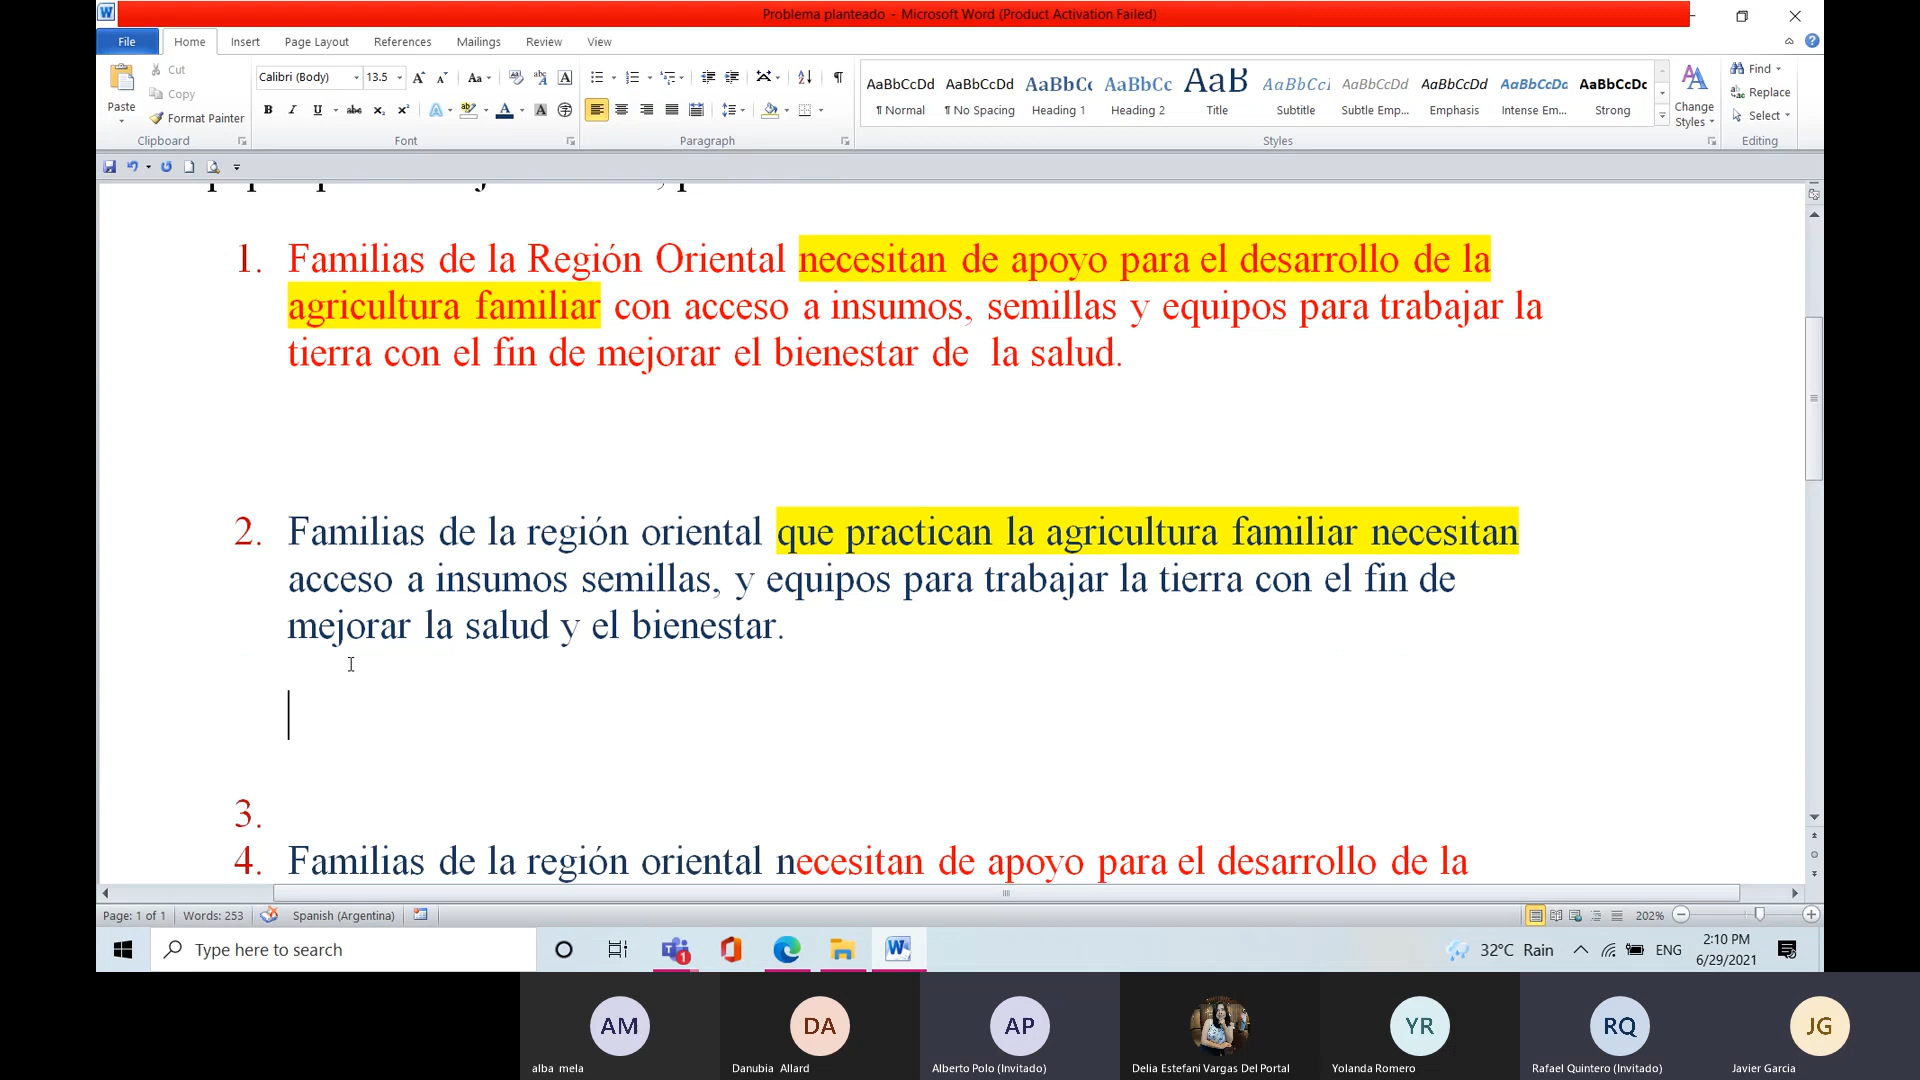 Problema planteado - Microsoft Word (Product Activation Failed)
File Home Insert Page Layout References Mailings Review View
Paste
Cut
Copy
Format Painter
Clipboard
Calibri (Body) 13.5
Font
Paragraph
AaBbCcDd AaBbCcDd AaBbCc AaBbCc AaB AaBbCcI AaBbCcDd AaBbCcDd AaBbCcDc AaBbCcDc
¶ Normal ¶ No Spacing Heading 1 Heading 2 Title Subtitle Subtle Emp... Emphasis Intense Em... Strong
Change Styles
Styles
Find
Replace
Select
Editing
1. Familias de la Región Oriental necesitan de apoyo para el desarrollo de la
agricultura familiar con acceso a insumos, semillas y equipos para trabajar la
tierra con el fin de mejorar el bienestar de la salud.
2. Familias de la región oriental que practican la agricultura familiar necesitan
acceso a insumos semillas, y equipos para trabajar la tierra con el fin de
mejorar la salud y el bienestar.
3.
4. Familias de la región oriental necesitan de apoyo para el desarrollo de la
Page: 1 of 1 Words: 253 Spanish (Argentina) 202%
Type here to search 32°C Rain ENG 2:10 PM
6/29/2021
AM DA AP YR RQ JG
alba mela Danubia Allard Alberto Polo (Invitado) Delia Estefani Vargas Del Portal Yolanda Romero Rafael Quintero (Invitado) Javier Garcia